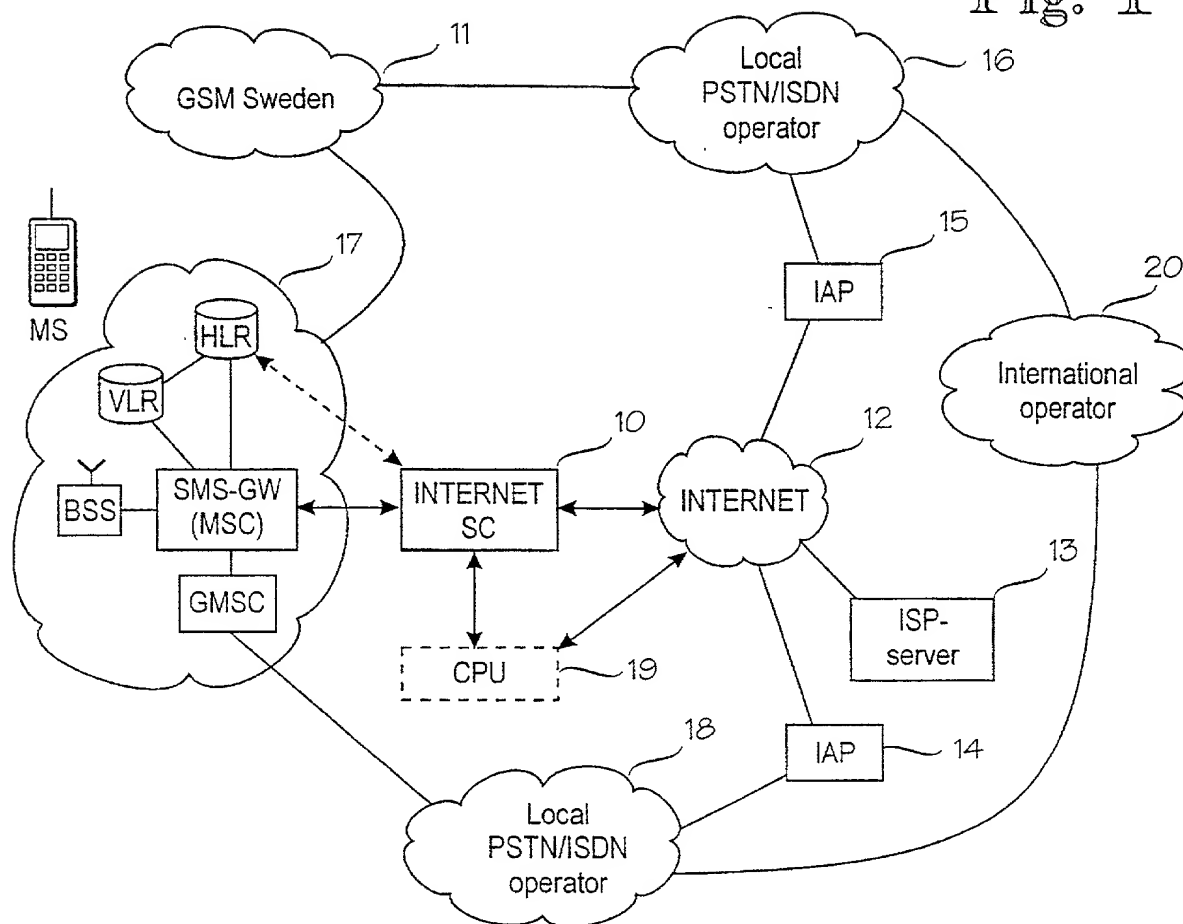 Fig. 1
11
GSM Sweden
Local
PSTN/ISDN
operator
16
MS
17
HLR
VLR
BSS
SMS-GW
(MSC)
GMSC
15
IAP
20
International
operator
10
INTERNET
SC
12
INTERNET
13
ISP-
server
CPU
19
18
IAP
14
Local
PSTN/ISDN
operator